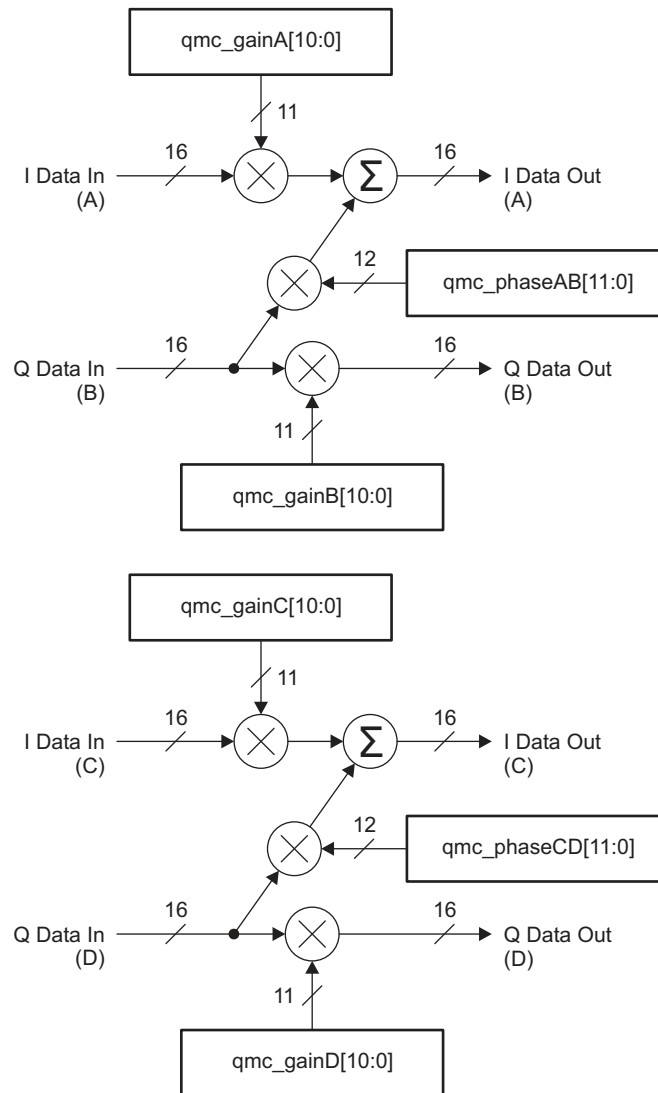 qmc_gainA[10:0]
11
16
16
I Data In
(A)
Σ
I Data Out
(A)
12
qmc_phaseAB[11:0]
16
16
Q Data In
(B)
Q Data Out
(B)
11
qmc_gainB[10:0]
qmc_gainC[10:0]
11
16
16
I Data In
(C)
Σ
I Data Out
(C)
12
qmc_phaseCD[11:0]
16
16
Q Data In
(D)
Q Data Out
(D)
11
qmc_gainD[10:0]